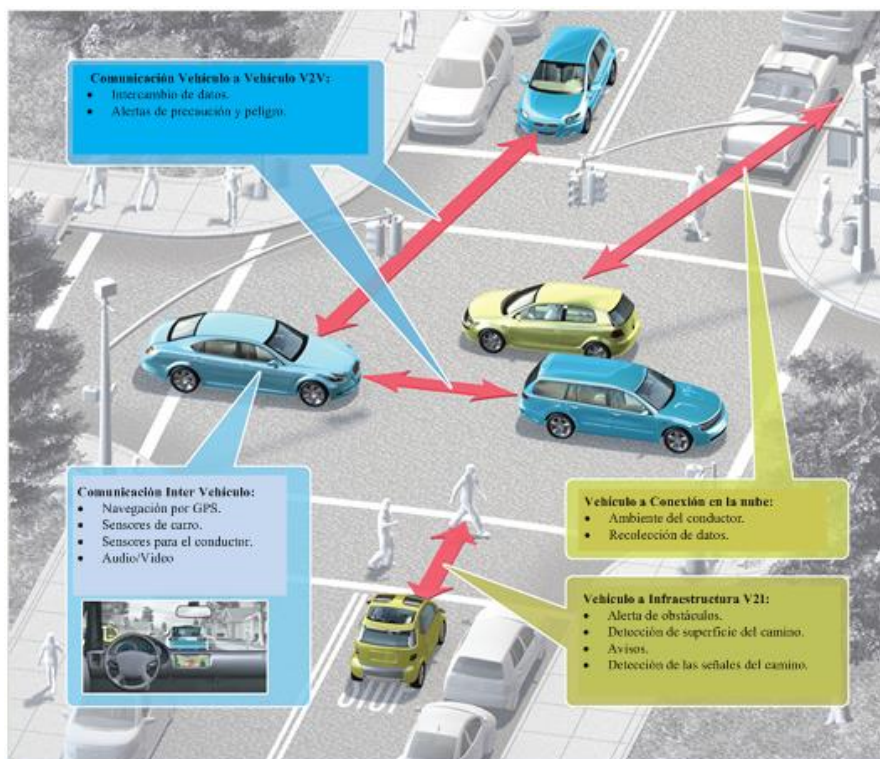 Comunicación Vehículo a Vehículo V2V:
• Intercambio de datos.
• Alertas de precaución y peligro.
Comunicación Inter Vehículo:
• Navegación por GPS.
• Sensores de carro.
• Sensores para el conductor.
• Audio/Video
Vehículo a Conexión en la nube:
• Ambiente del conductor.
• Recolección de datos.
Vehículo a Infraestructura V2I:
• Alerta de obstáculos.
• Detección de superficie del camino.
• Avisos.
• Detección de las señales del camino.